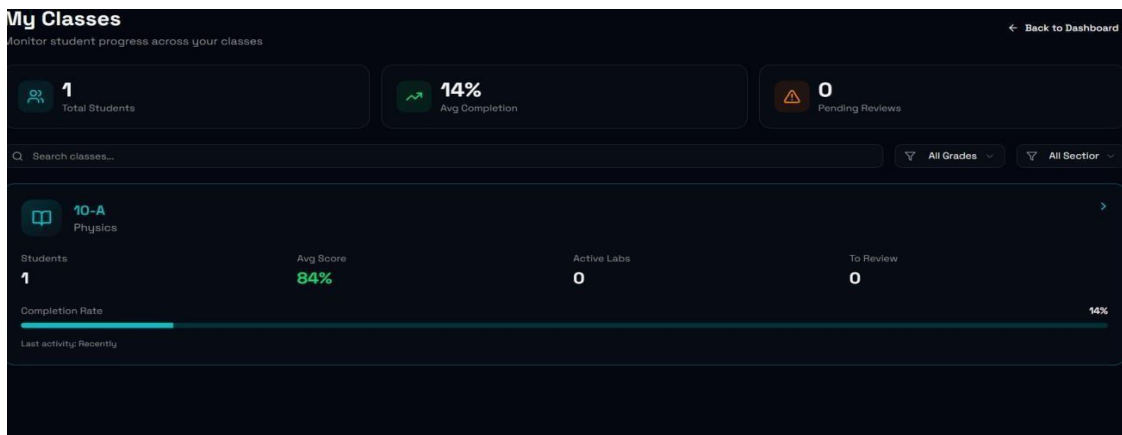 My Classes
Monitor student progress across your classes
← Back to Dashboard
1
Total Students
14%
Avg Completion
0
Pending Reviews
Search classes...
All Grades
All Section
10-A
Physics
Students
1
Avg Score
84%
Active Labs
0
To Review
0
Completion Rate
14%
Last activity: Recently